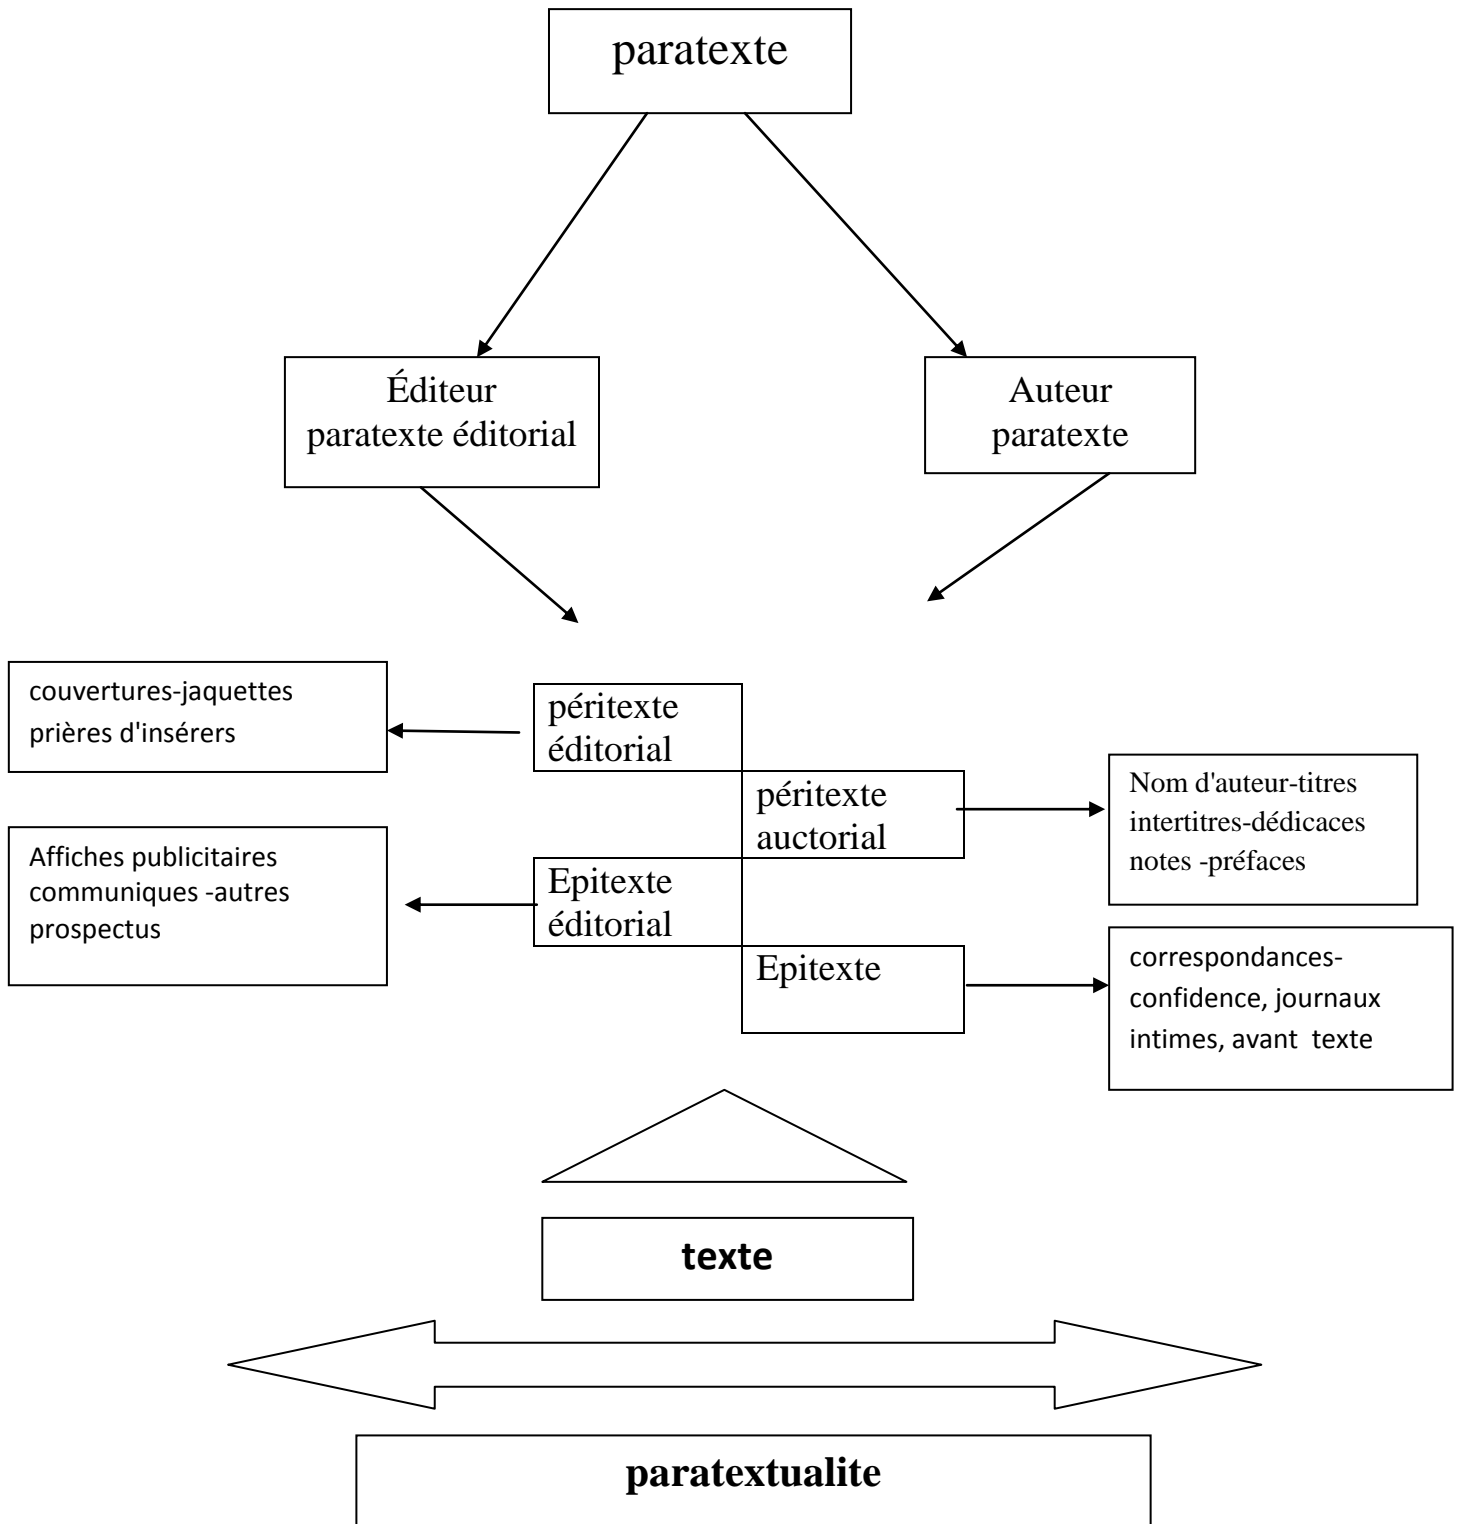 paratexte
Éditeur
paratexte éditorial
Auteur
paratexte
couvertures-jaquettes
prières d'insérers
péritexte
éditorial
péritexte
auctorial
Nom d'auteur-titres
intertitres-dédicaces
notes -préfaces
Affiches publicitaires
communiques -autres
prospectus
Epitexte
éditorial
Epitexte
correspondances-
confidence, journaux
intimes, avant  texte
texte
paratextualite